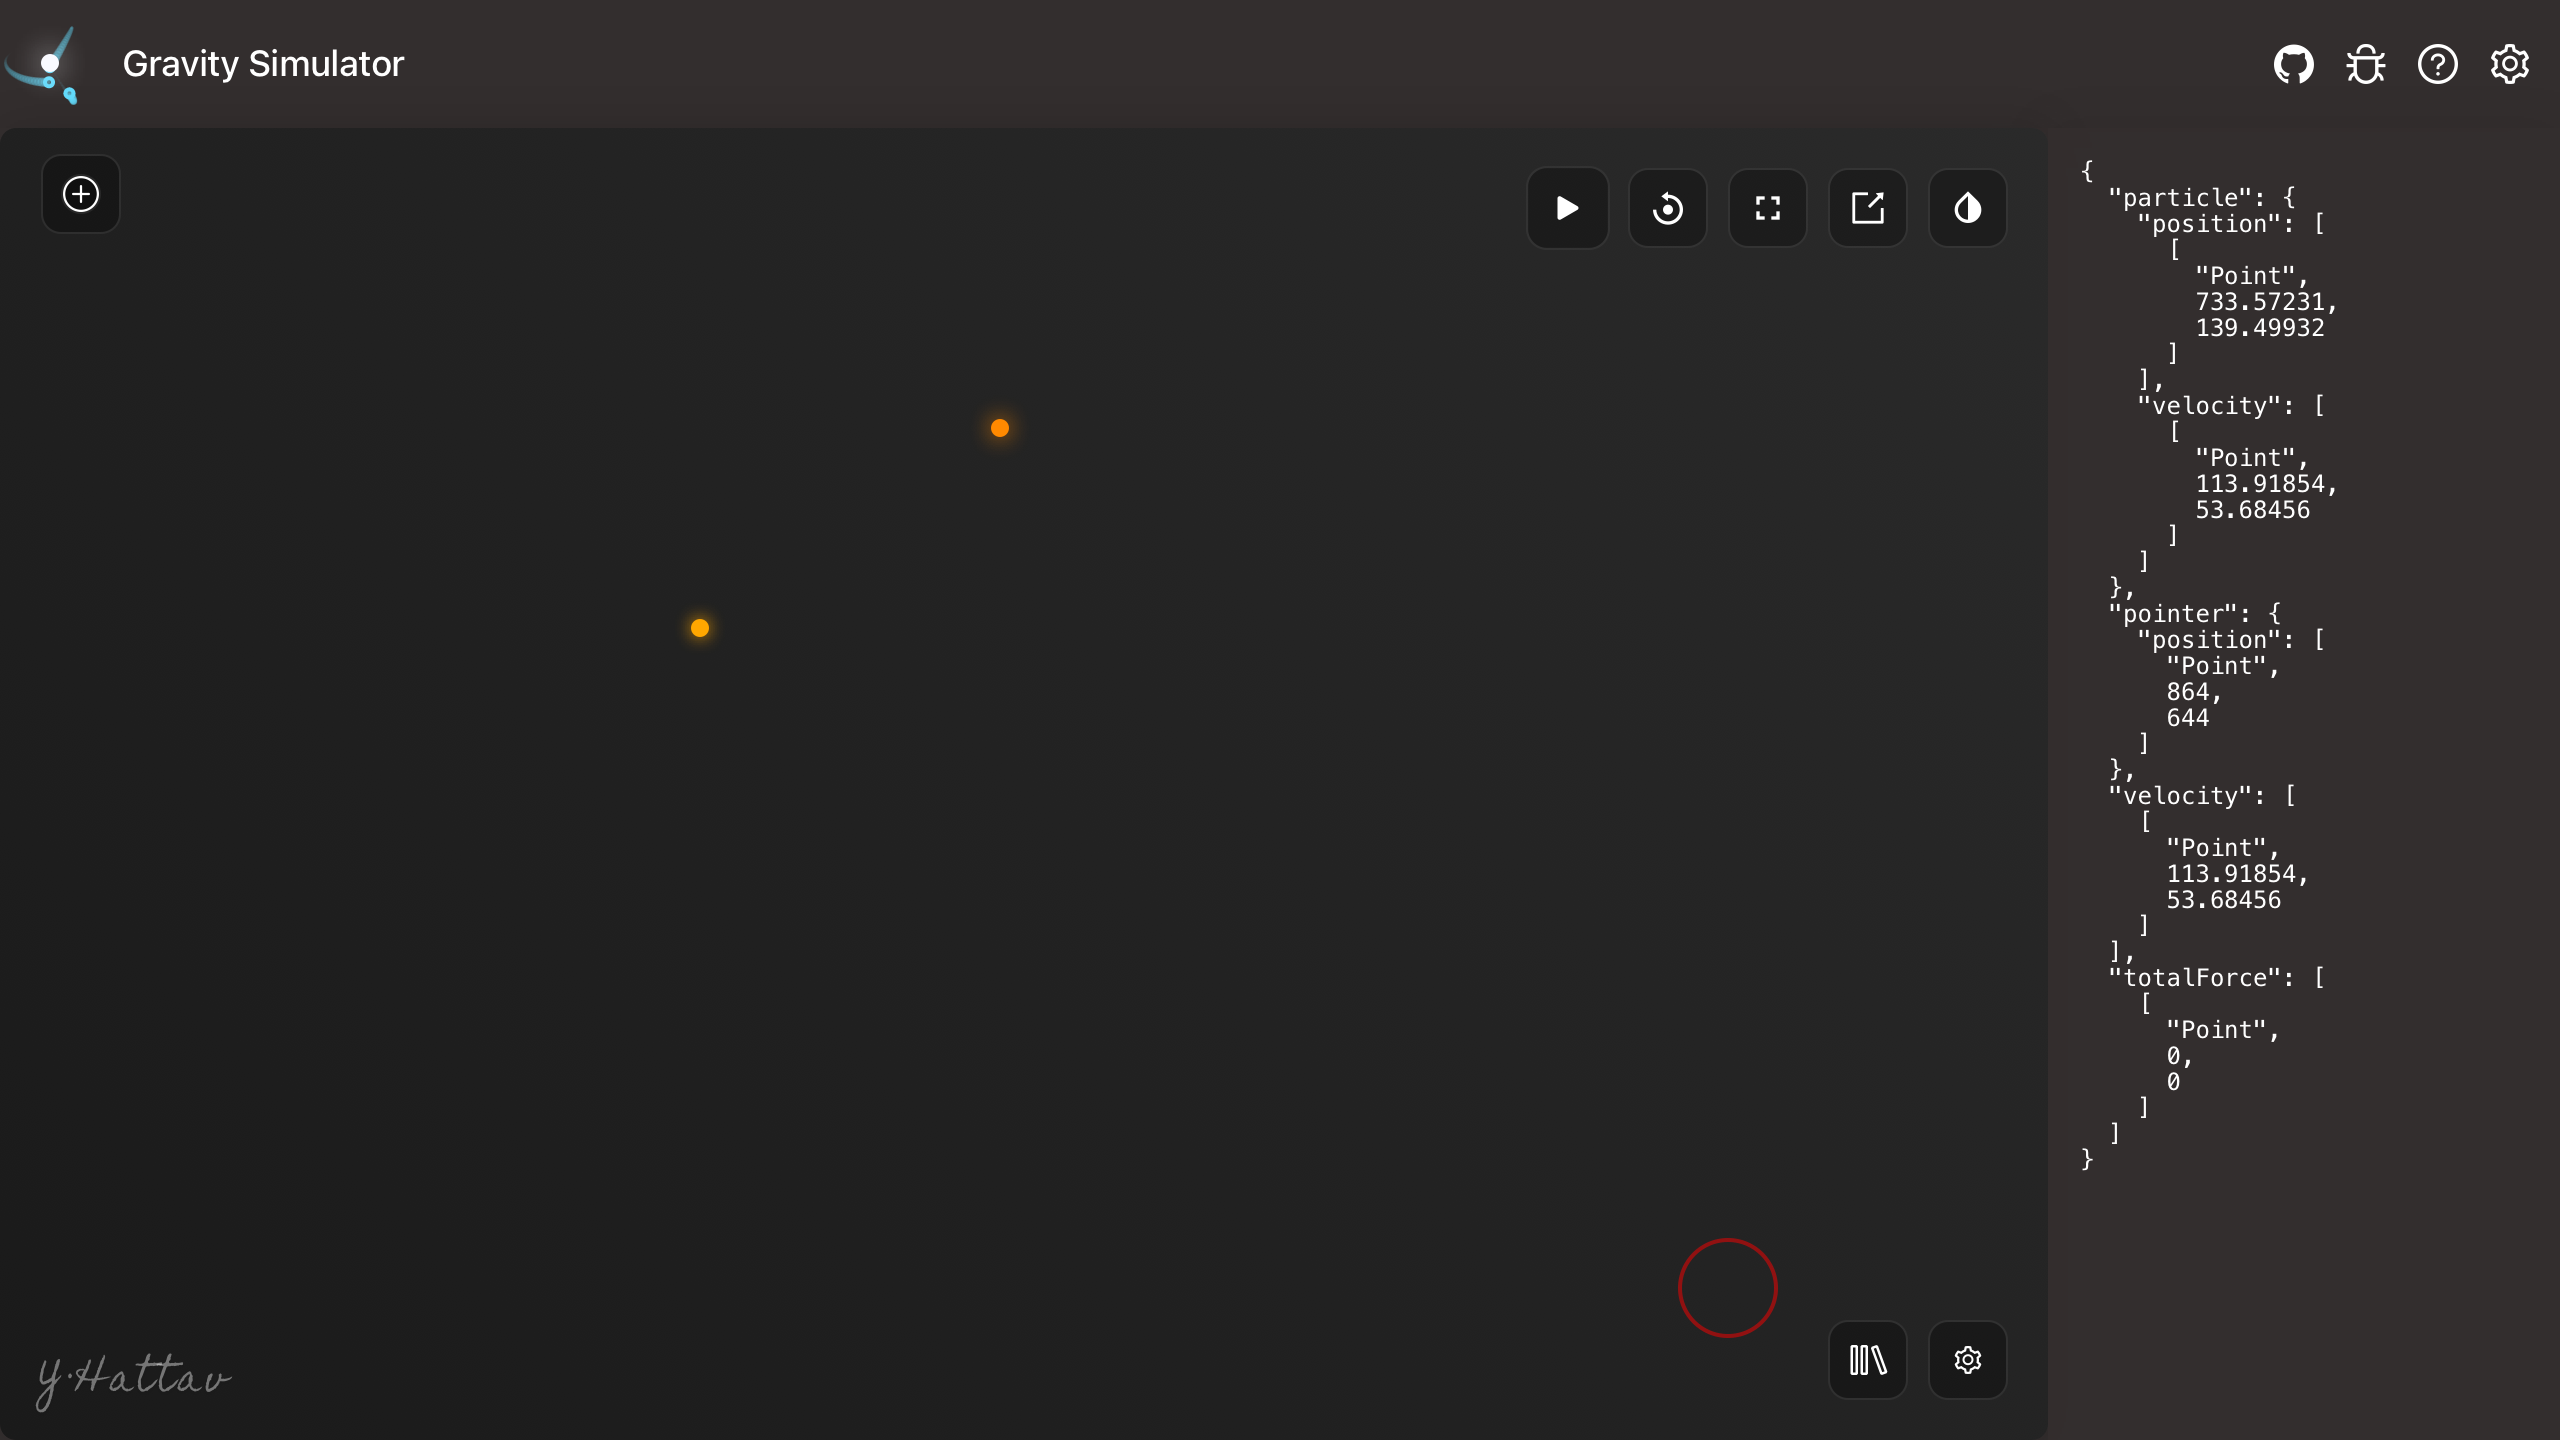 Gravity Simulator
{
"particle": {
"position": [
[
"Point",
733.57231,
139.49932
]
],
"velocity": [
[
"Point",
113.91854,
53.68456
]
]
},
"pointer": {
"position": [
"Point",
864,
644
]
},
"velocity": [
[
"Point",
113.91854,
53.68456
]
],
"totalForce": [
[
"Point",
0,
0
]
]
}
Y.Hattav